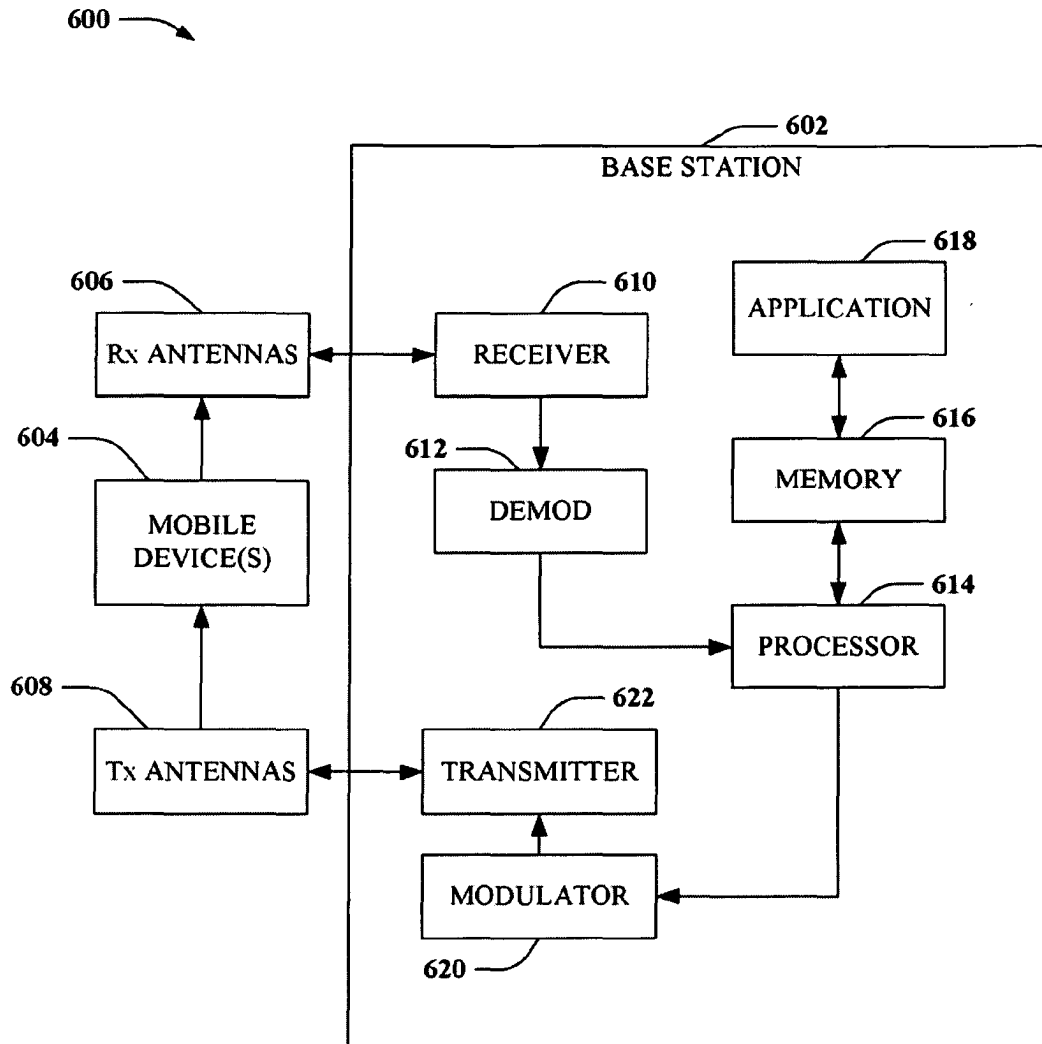 600
602
BASE STATION
618
606
610
APPLICATION
Rx ANTENNAS
RECEIVER
604
612
616
MOBILE
DEVICE(S)
DEMOD
MEMORY
614
PROCESSOR
608
622
Tx ANTENNAS
TRANSMITTER
MODULATOR
620